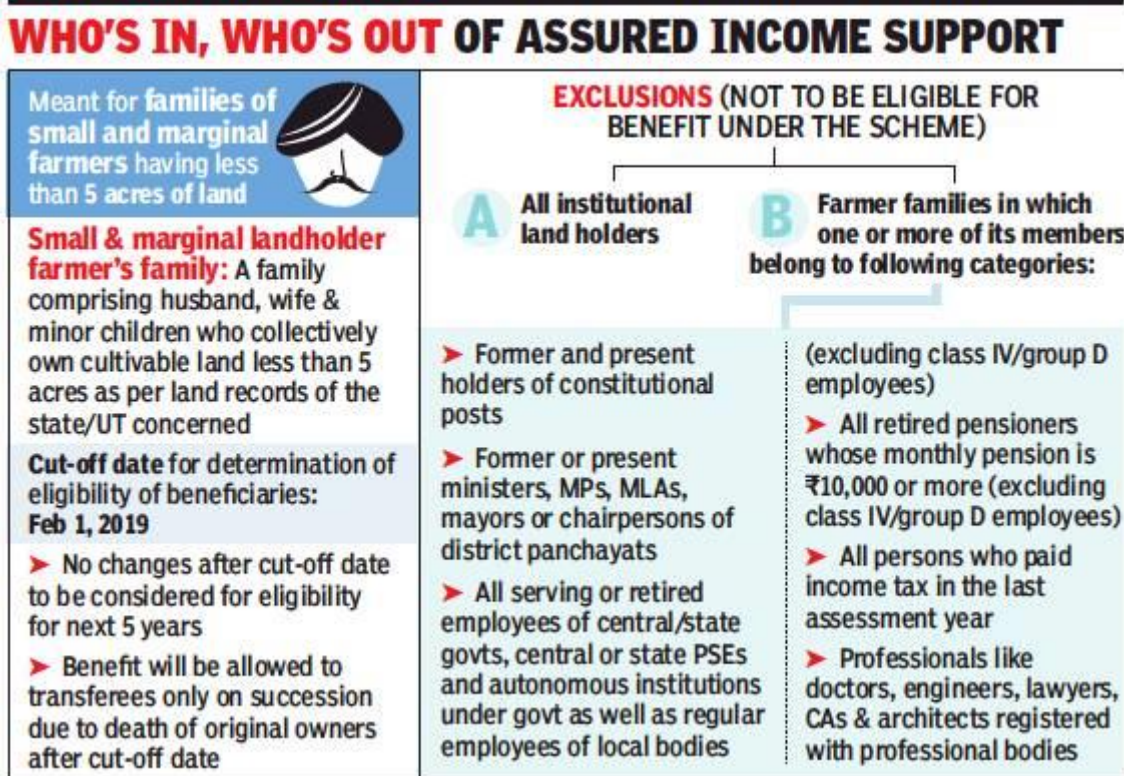 WHO'S IN, WHO'S OUT OF ASSURED INCOME SUPPORT
Meant for families of
small and marginal
farmers having less
than 5 acres of land
Small & marginal landholder
farmer's family: A family
comprising husband, wife &
minor children who collectively
own cultivable land less than 5
acres as per land records of the
state/UT concerned
Cut-off date for determination of
eligibility of beneficiaries:
Feb 1, 2019
➤ No changes after cut-off date
to be considered for eligibility
for next 5 years
➤ Benefit will be allowed to
transferees only on succession
due to death of original owners
after cut-off date
EXCLUSIONS (NOT TO BE ELIGIBLE FOR
BENEFIT UNDER THE SCHEME)
A All institutional
land holders
B Farmer families in which
one or more of its members
belong to following categories:
➤ Former and present
holders of constitutional
posts
➤ Former or present
ministers, MPs, MLAs,
mayors or chairpersons of
district panchayats
➤ All serving or retired
employees of central/state
govts, central or state PSEs
and autonomous institutions
under govt as well as regular
employees of local bodies
(excluding class IV/group D
employees)
➤ All retired pensioners
whose monthly pension is
₹10,000 or more (excluding
class IV/group D employees)
➤ All persons who paid
income tax in the last
assessment year
➤ Professionals like
doctors, engineers, lawyers,
CAs & architects registered
with professional bodies